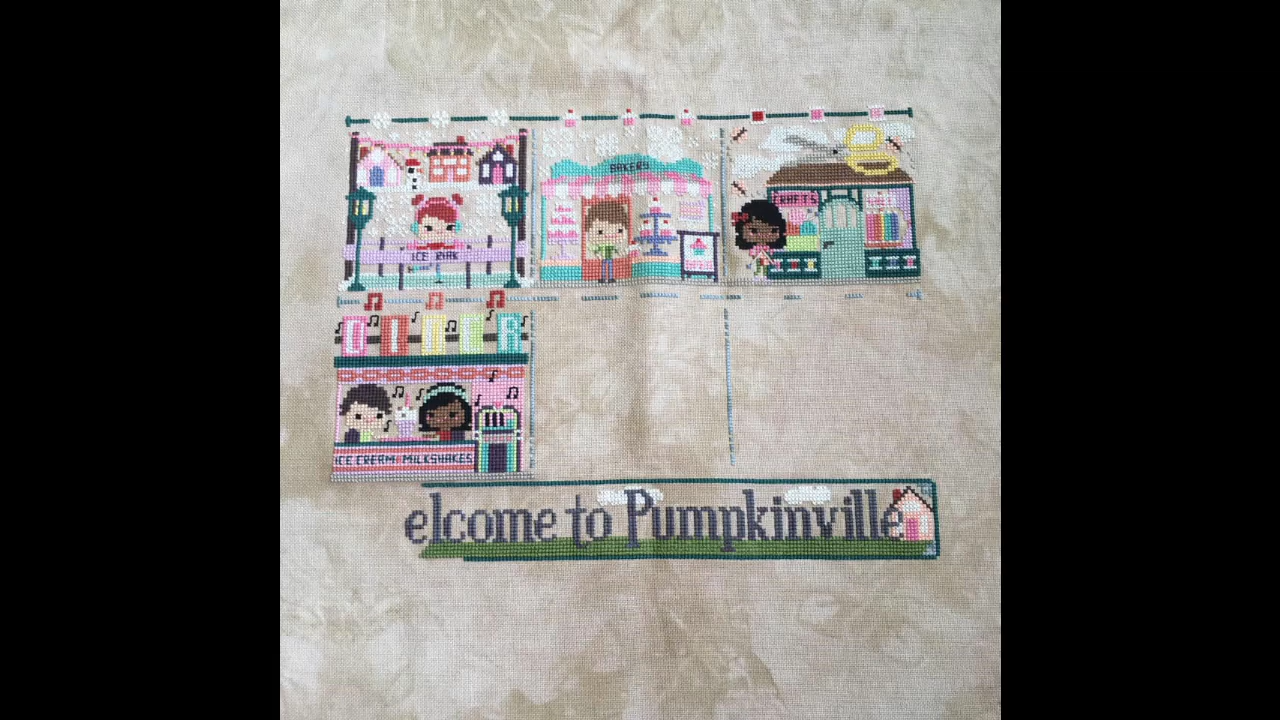 BAKERY
CRAFTS
ICE RINK
DINER
ICE CREAM MILKSHAKES
elcome to Pumpkinville